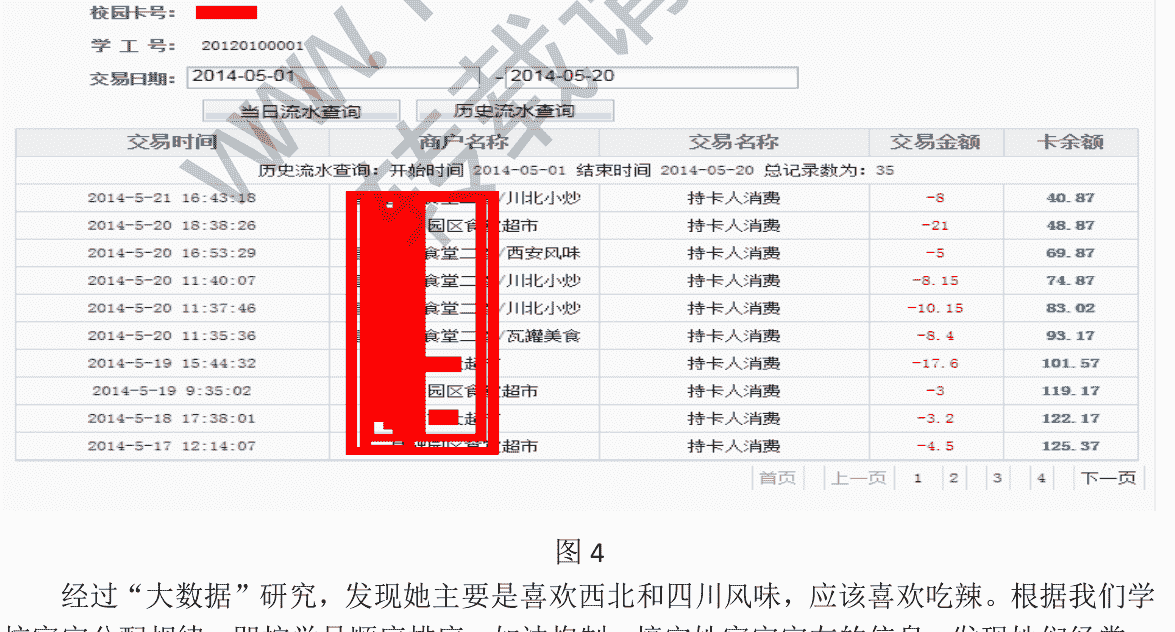 校园卡号:
学 工 号: 20120100001
交易日期: 2014-05-01 - 2014-05-20
当日流水查询 历史流水查询
交易时间 商户名称 交易名称 交易金额 卡余额
历史流水查询: 开始时间 2014-05-01 结束时间 2014-05-20 总记录数为: 35
2014-5-21 16:43:18 /川北小炒 持卡人消费 -8 40.87
2014-5-20 18:38:26 园区食堂超市 持卡人消费 -21 48.87
2014-5-20 16:53:29 食堂二 /西安风味 持卡人消费 -5 69.87
2014-5-20 11:40:07 食堂二 /川北小炒 持卡人消费 -8.15 74.87
2014-5-20 11:37:46 食堂二 /川北小炒 持卡人消费 -10.15 83.02
2014-5-20 11:35:36 食堂二 /瓦罐美食 持卡人消费 -8.4 93.17
2014-5-19 15:44:32 超 持卡人消费 -17.6 101.57
2014-5-19 9:35:02 园区食堂超市 持卡人消费 -3 119.17
2014-5-18 17:38:01 超 持卡人消费 -3.2 122.17
2014-5-17 12:14:07 园区食堂超市 持卡人消费 -4.5 125.37
首页 上一页 1 2 3 4 下一页
图 4
经过“大数据”研究，发现她主要是喜欢西北和四川风味，应该喜欢吃辣。根据我们学
WWW.
转载请